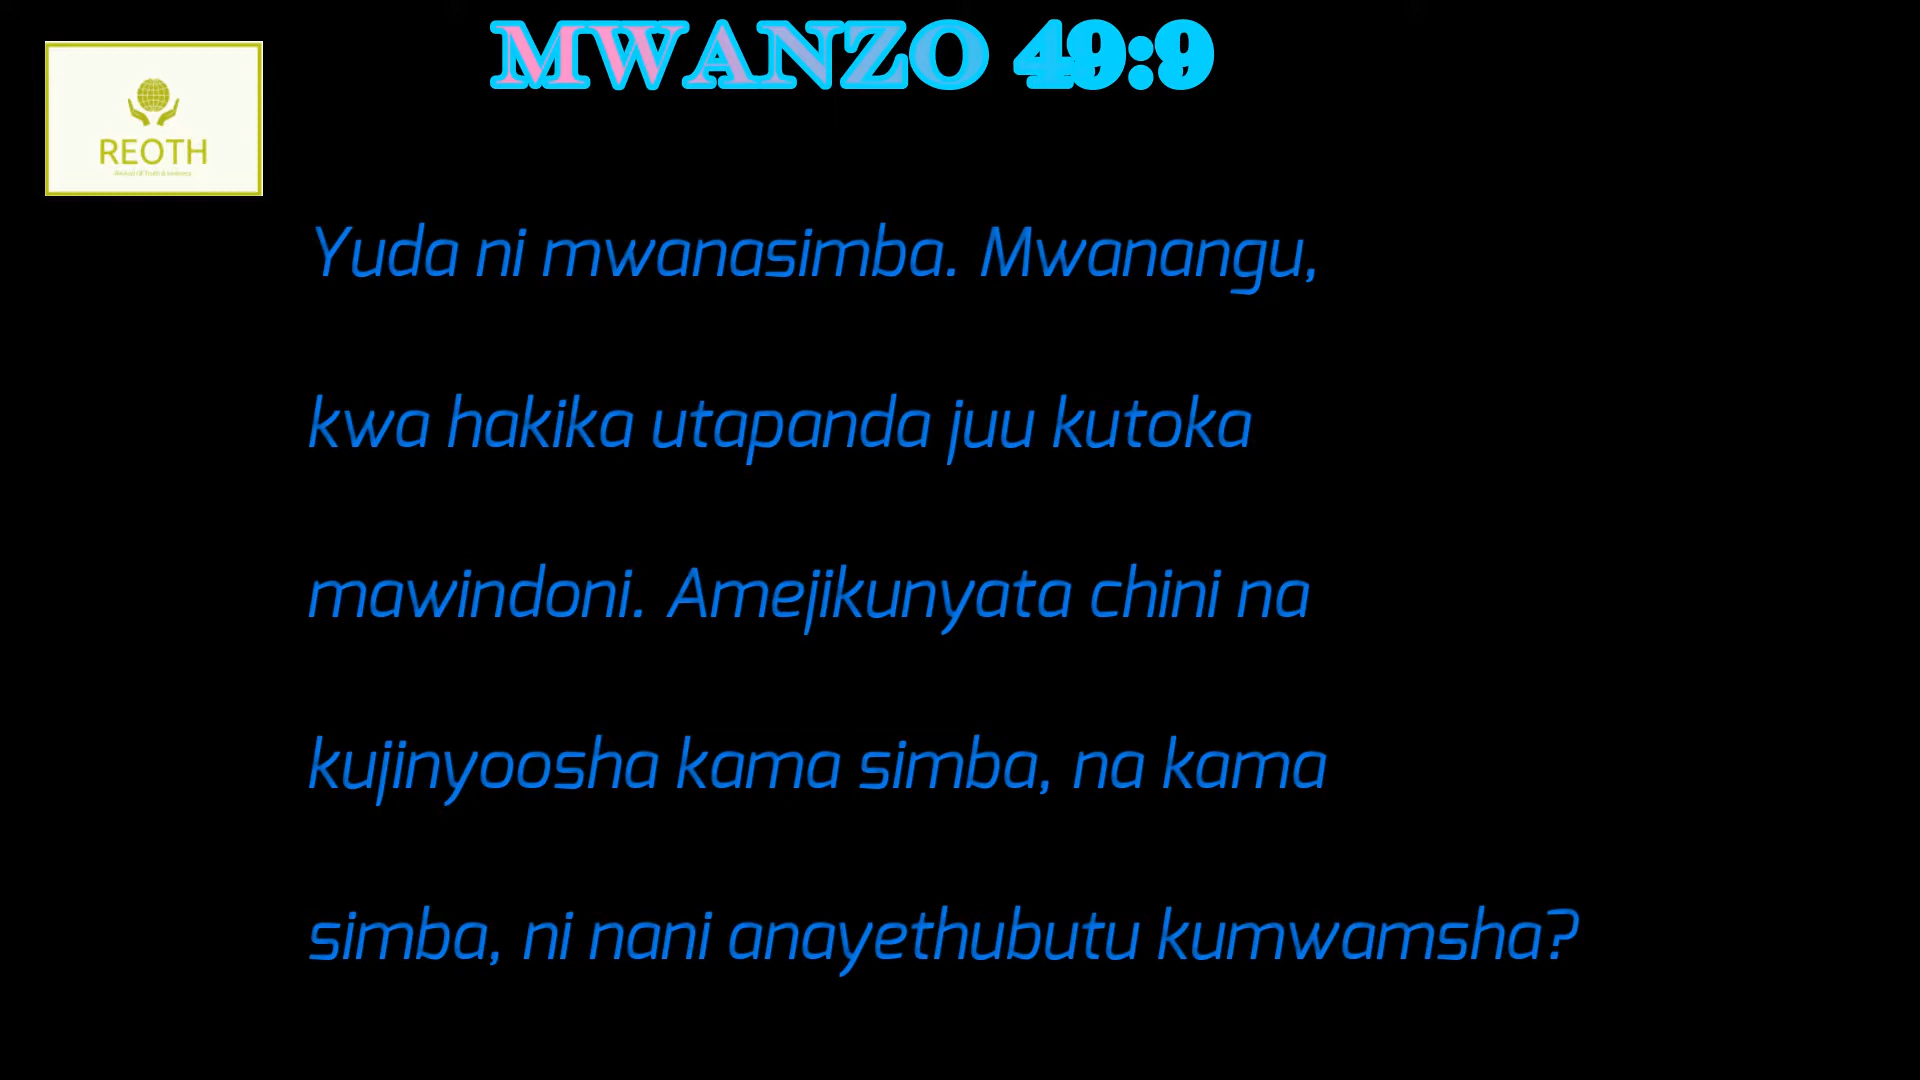 MWANZO 49:9
REOTH
Yuda ni mwanasimba. Mwanangu,
kwa hakika utapanda juu kutoka
mawindoni. Amejikunyata chini na
kujinyoosha kama simba, na kama
simba, ni nani anayethubutu kumwamsha?